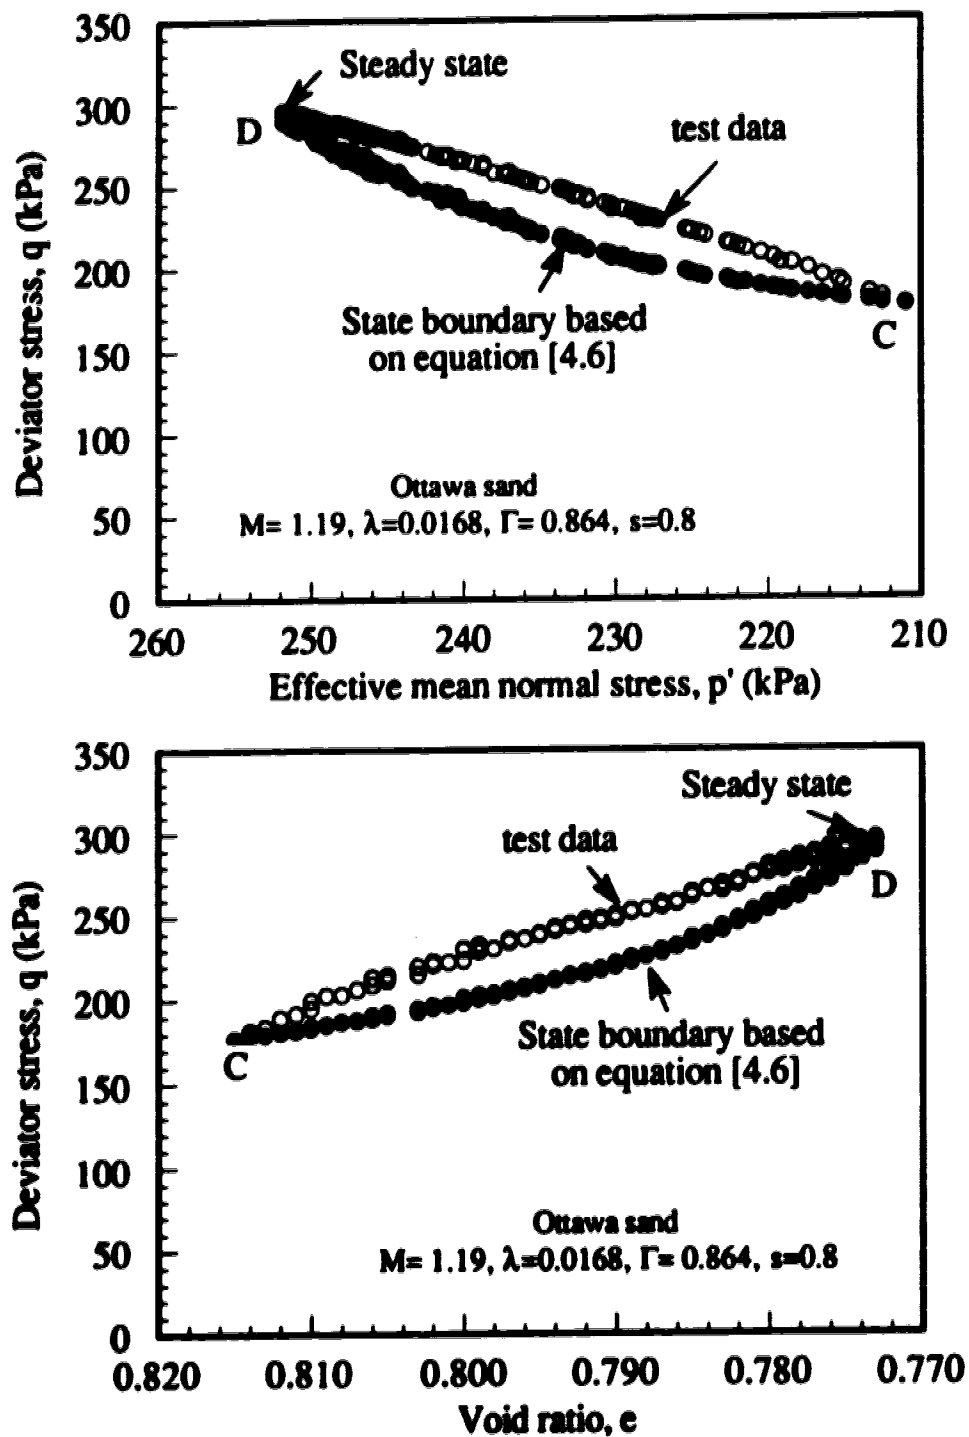 350
300
250
200
150
100
50
0
Deviator stress, q (kPa)
Steady state
D
test data
State boundary based
on equation [4.6]
C
Ottawa sand
M= 1.19, λ=0.0168, Γ= 0.864, s=0.8
260 250 240 230 220 210
Effective mean normal stress, p' (kPa)
350
300
250
200
150
100
50
0
Deviator stress, q (kPa)
Steady state
test data
D
State boundary based
on equation [4.6]
C
Ottawa sand
M= 1.19, λ=0.0168, Γ= 0.864, s=0.8
0.820 0.810 0.800 0.790 0.780 0.770
Void ratio, e